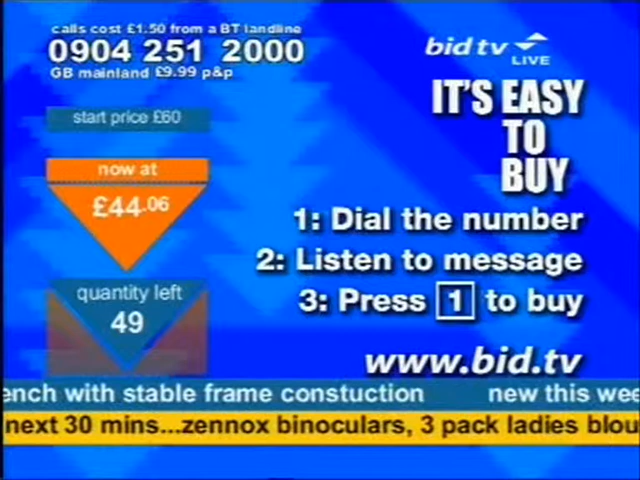 calls cost £1.50 from a BT landline
0904 251 2000
GB mainland £9.99 p&p
bid tv
LIVE
start price £60
now at
£44.06
quantity left
49
IT'S EASY
TO
BUY
1: Dial the number
2: Listen to message
3: Press 1 to buy
www.bid.tv
ench with stable frame constuction new this wee
next 30 mins...zennox binoculars, 3 pack ladies blou